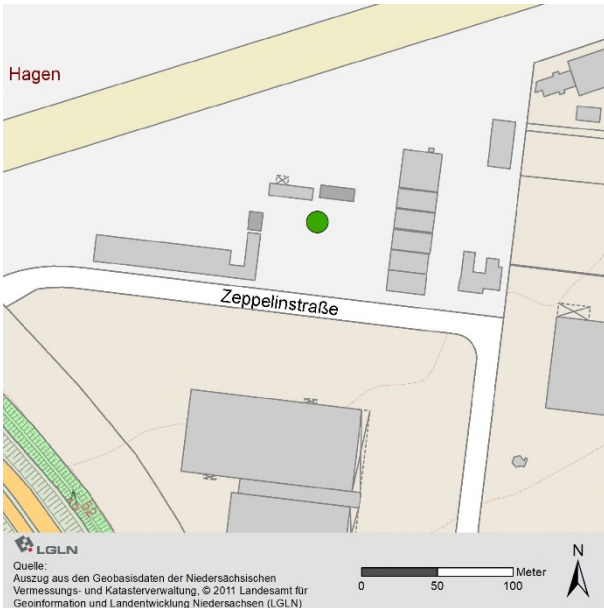 Hagen
Zeppelinstraße
LGLN
Quelle:
Auszug aus den Geobasisdaten der Niedersächsischen
Vermessungs- und Katasterverwaltung, © 2011 Landesamt für
Geoinformation und Landentwicklung Niedersachsen (LGLN)
Meter
0 50 100
N